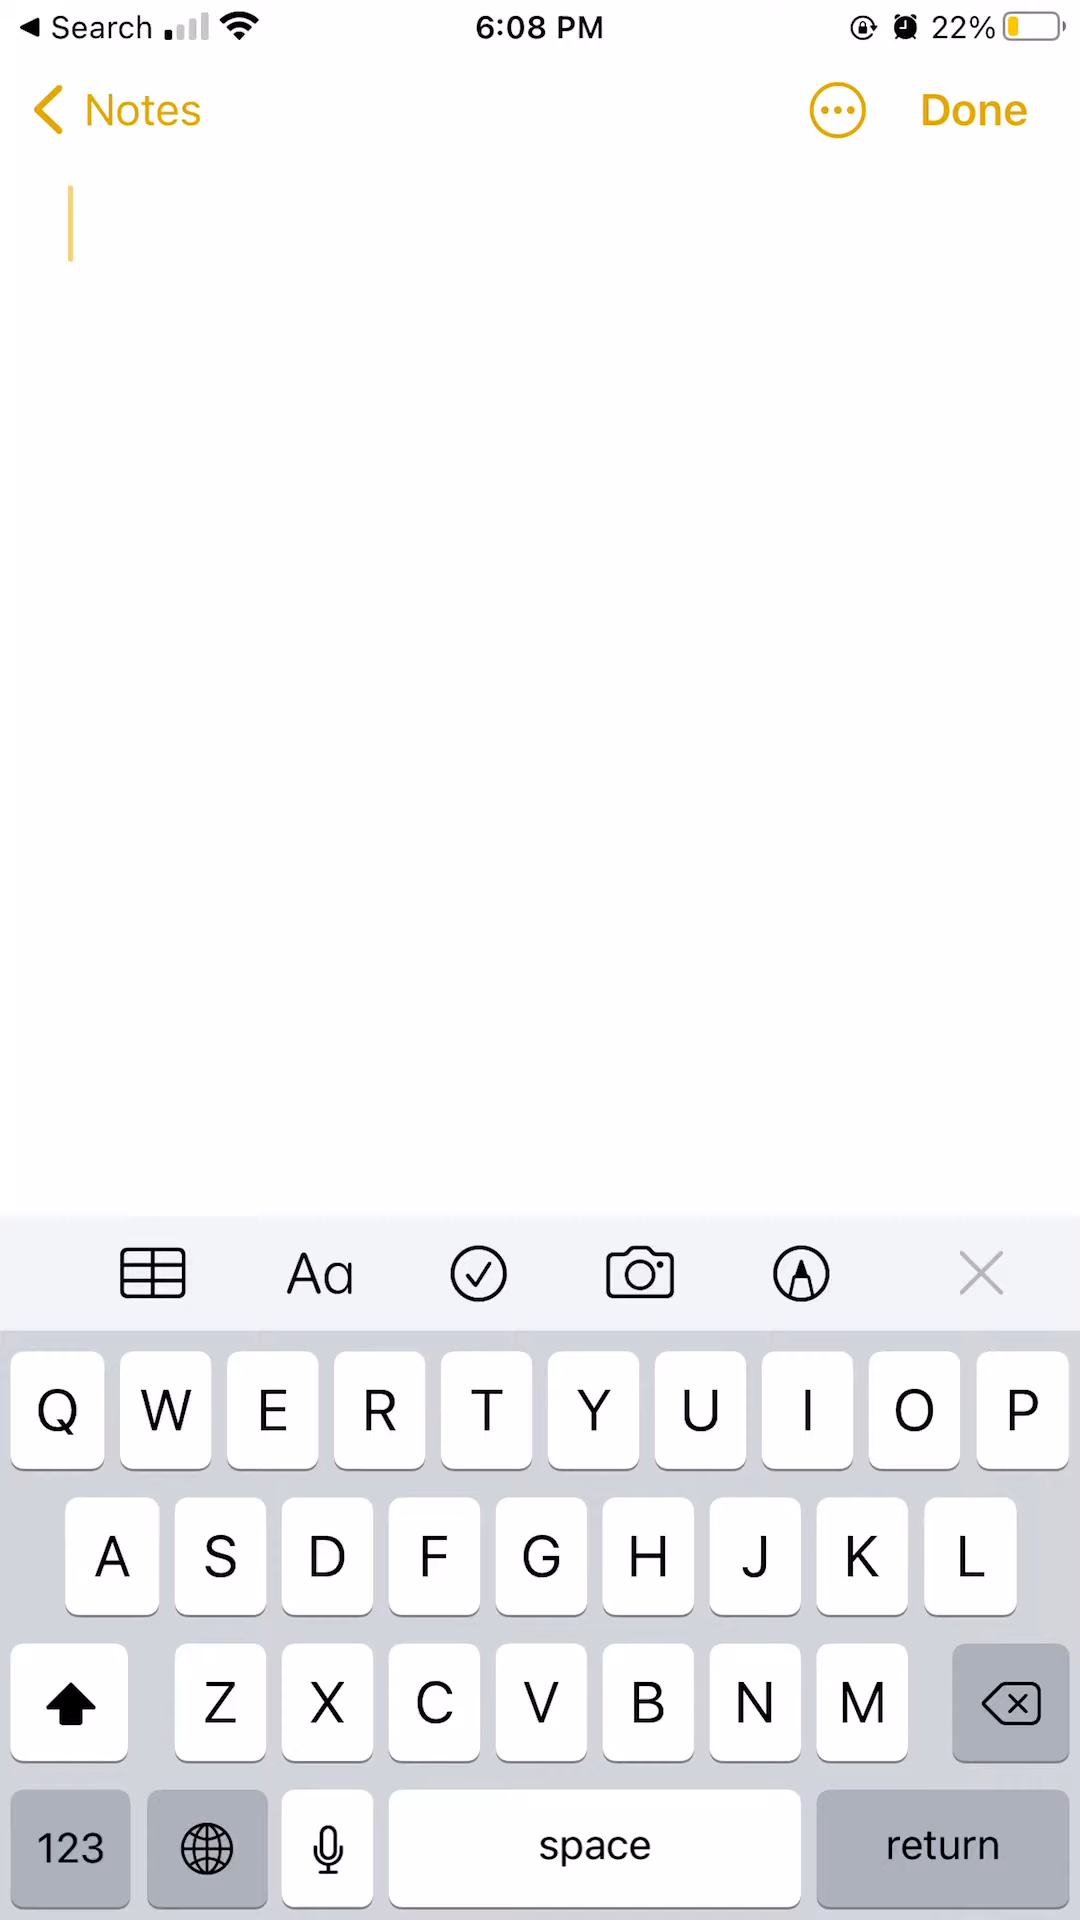 Search 6:08 PM 22%
Notes Done
Aa
Q W E R T Y U I O P
A S D F G H J K L
Z X C V B N M
123 space return